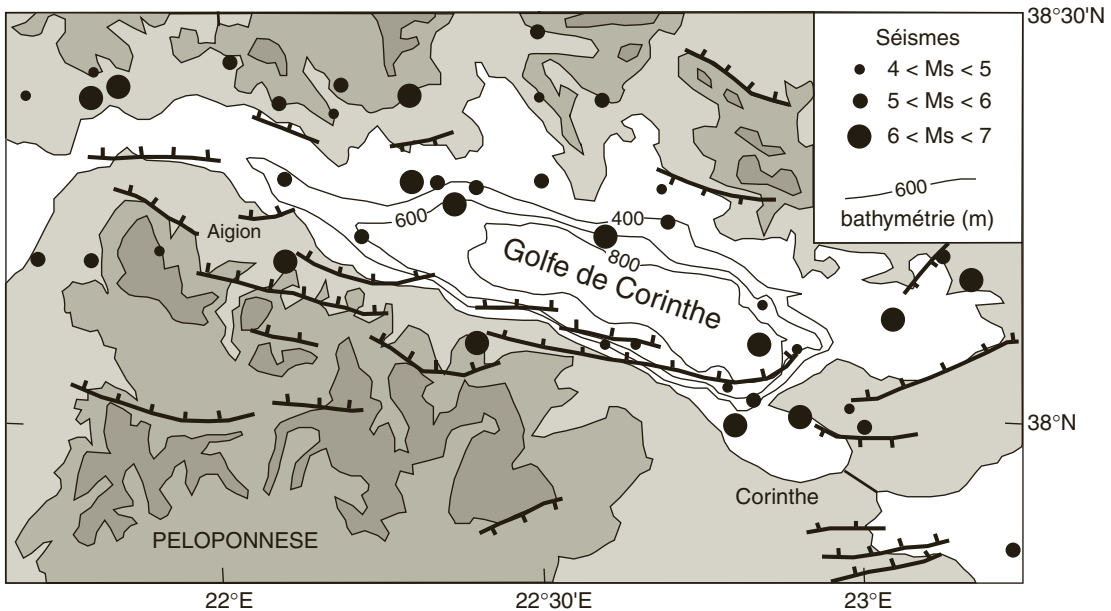 38°30'N
Séismes
4 < Ms < 5
5 < Ms < 6
6 < Ms < 7
600
bathymétrie (m)
600
400
800
Aigion
Golfe de Corinthe
38°N
Corinthe
PELOPONNESE
22°E
22°30'E
23°E